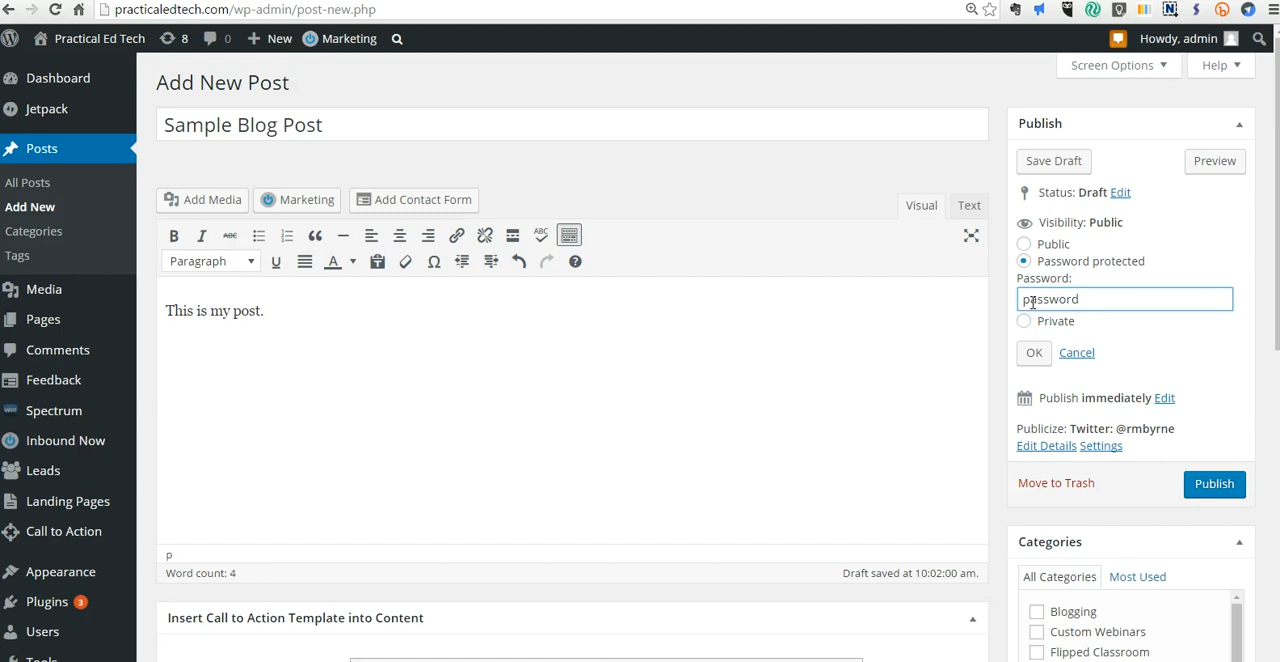 practicaledtech.com/wp-admin/post-new.php
Practical Ed Tech 8 0 New Marketing Howdy, admin
Screen Options Help
Dashboard
Jetpack
Posts
All Posts
Add New
Categories
Tags
Media
Pages
Comments
Feedback
Spectrum
Inbound Now
Leads
Landing Pages
Call to Action
Appearance
Plugins 3
Users
Tools
Add New Post
Sample Blog Post
Add Media Marketing Add Contact Form
Visual Text
B I ABC ABC
Paragraph U A Ω
This is my post.
p
Word count: 4 Draft saved at 10:02:00 am.
Insert Call to Action Template into Content
Publish
Save Draft Preview
Status: Draft Edit
Visibility: Public
Public
Password protected
Password:
password
Private
OK Cancel
Publish immediately Edit
Publicize: Twitter: @rmbyrne
Edit Details Settings
Move to Trash Publish
Categories
All Categories Most Used
Blogging
Custom Webinars
Flipped Classroom